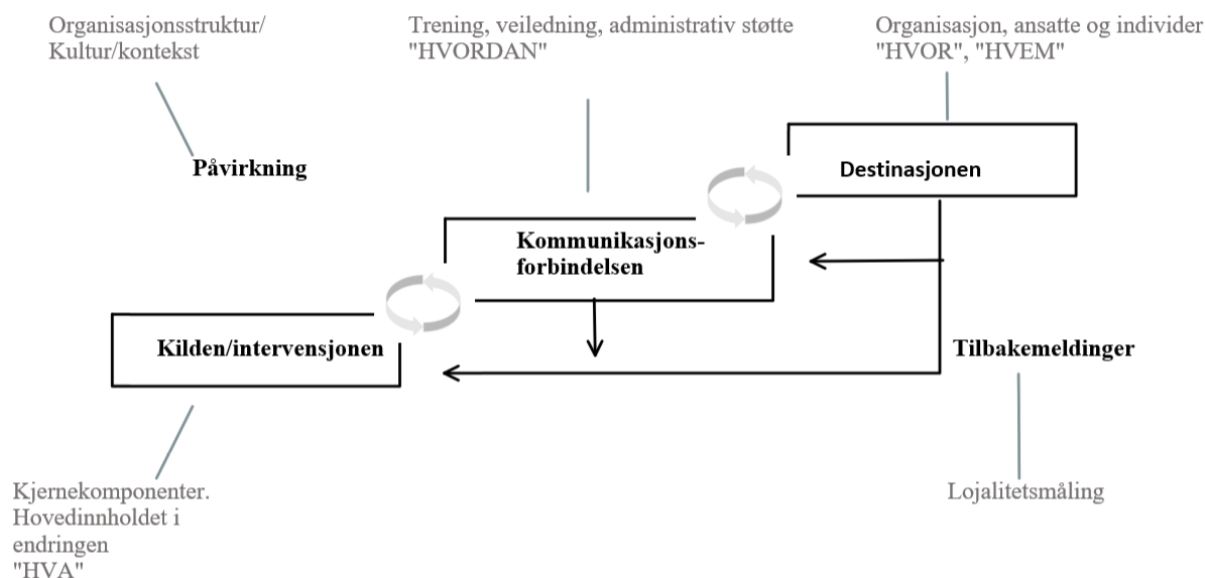 Organisasjonsstruktur/
Kultur/kontekst
Trening, veiledning, administrativ støtte
"HVORDAN"
Organisasjon, ansatte og individer
"HVOR", "HVEM"
Påvirkning
Destinasjonen
Kommunikasjons-
forbindelsen
Kilden/intervensjonen
Tilbakemeldinger
Kjernekomponenter.
Hovedinnholdet i
endringen
"HVA"
Lojalitetsmåling